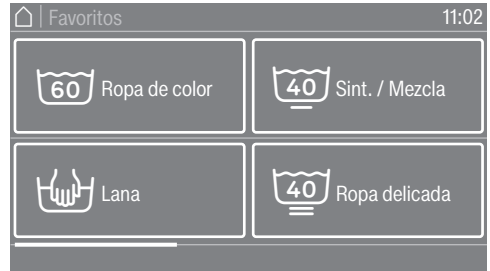 Favoritos
11:02
60 Ropa de color
40 Sint. / Mezcla
Lana
40 Ropa delicada